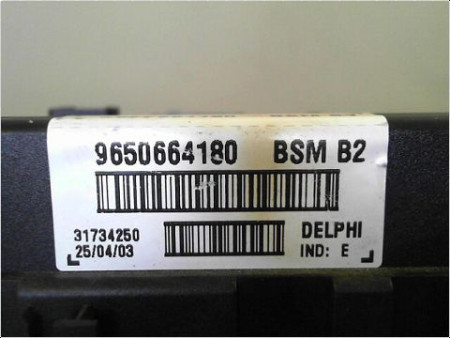 9650664180 BSM B2
31734250 DELPHI
25/04/03 IND: E